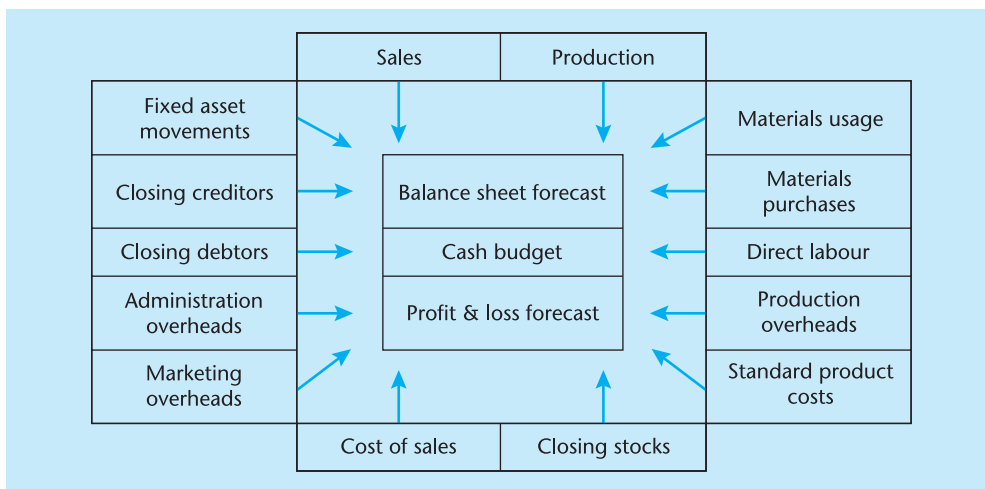 Sales
Production
Fixed asset
movements
Closing creditors
Closing debtors
Administration
overheads
Marketing
overheads
Balance sheet forecast
Cash budget
Profit & loss forecast
Materials usage
Materials
purchases
Direct labour
Production
overheads
Standard product
costs
Cost of sales
Closing stocks